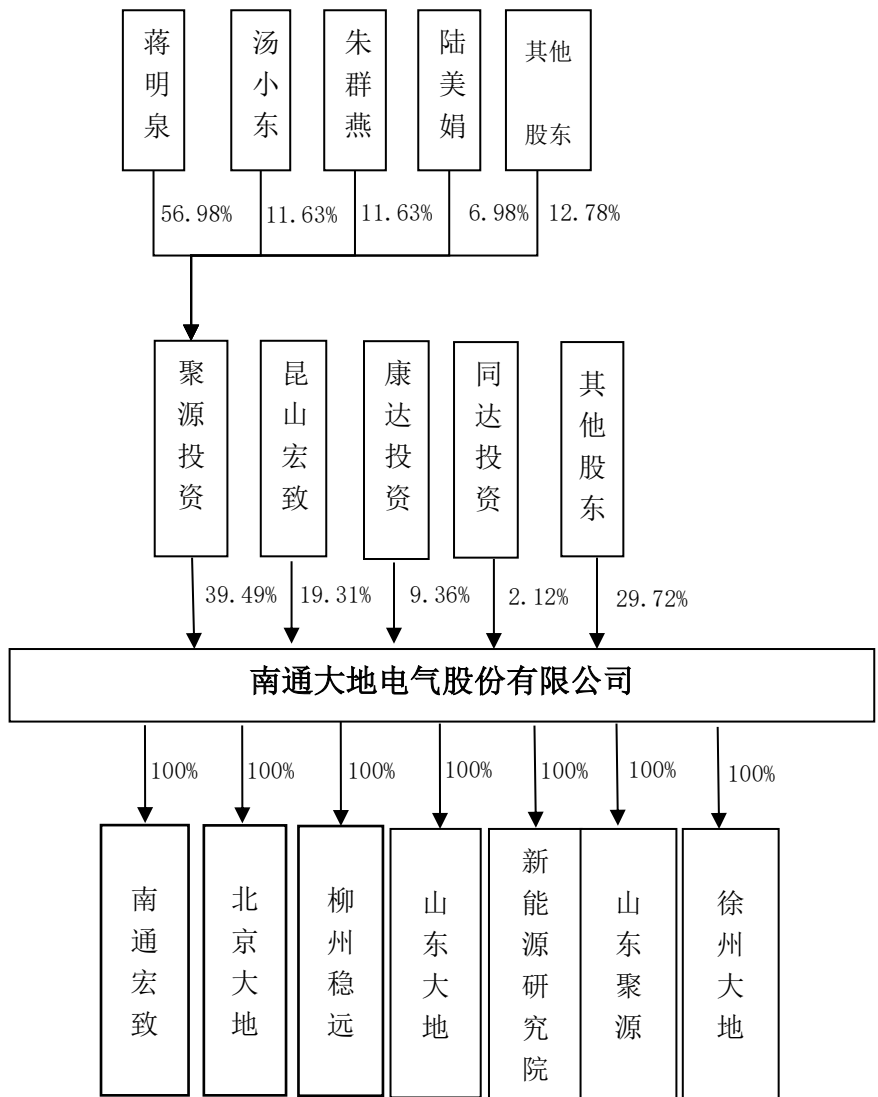 蒋明泉
汤小东
朱群燕
陆美娟
其他
股东
56.98%
11.63%
11.63%
6.98%
12.78%
聚源投资
昆山宏致
康达投资
同达投资
其他股东
39.49%
19.31%
9.36%
2.12%
29.72%
南通大地电气股份有限公司
100%
100%
100%
100%
100%
100%
100%
南通宏致
北京大地
柳州稳远
山东大地
新能源研究院
山东聚源
徐州大地